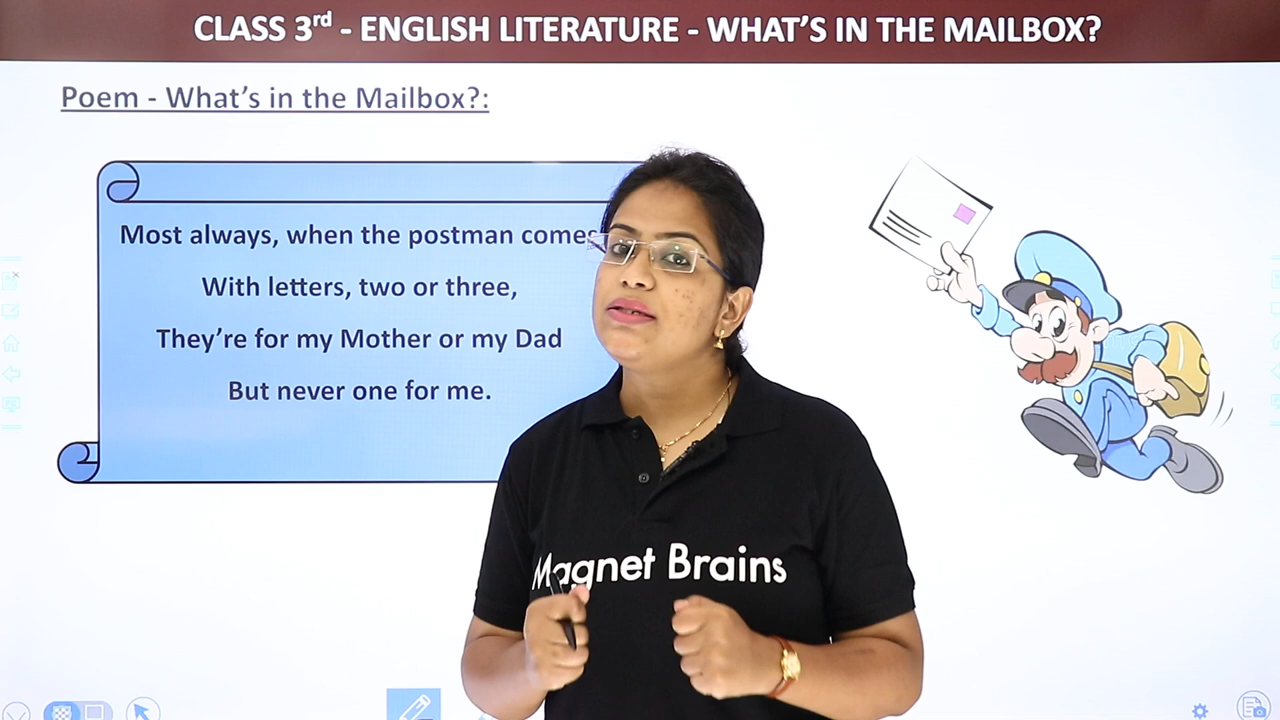 CLASS 3rd - ENGLISH LITERATURE - WHAT'S IN THE MAILBOX?
Poem - What's in the Mailbox?:
Most always, when the postman comes
With letters, two or three,
They're for my Mother or my Dad
But never one for me.
Magnet Brains